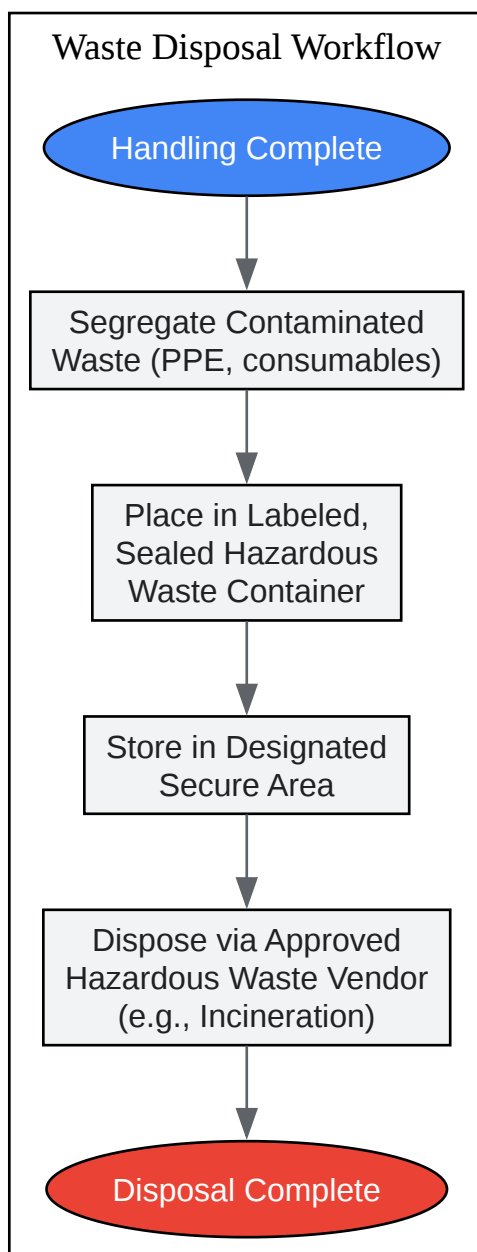 Waste Disposal Workflow
Handling Complete
Segregate Contaminated
Waste (PPE, consumables)
Place in Labeled,
Sealed Hazardous
Waste Container
Store in Designated
Secure Area
Dispose via Approved
Hazardous Waste Vendor
(e.g., Incineration)
Disposal Complete